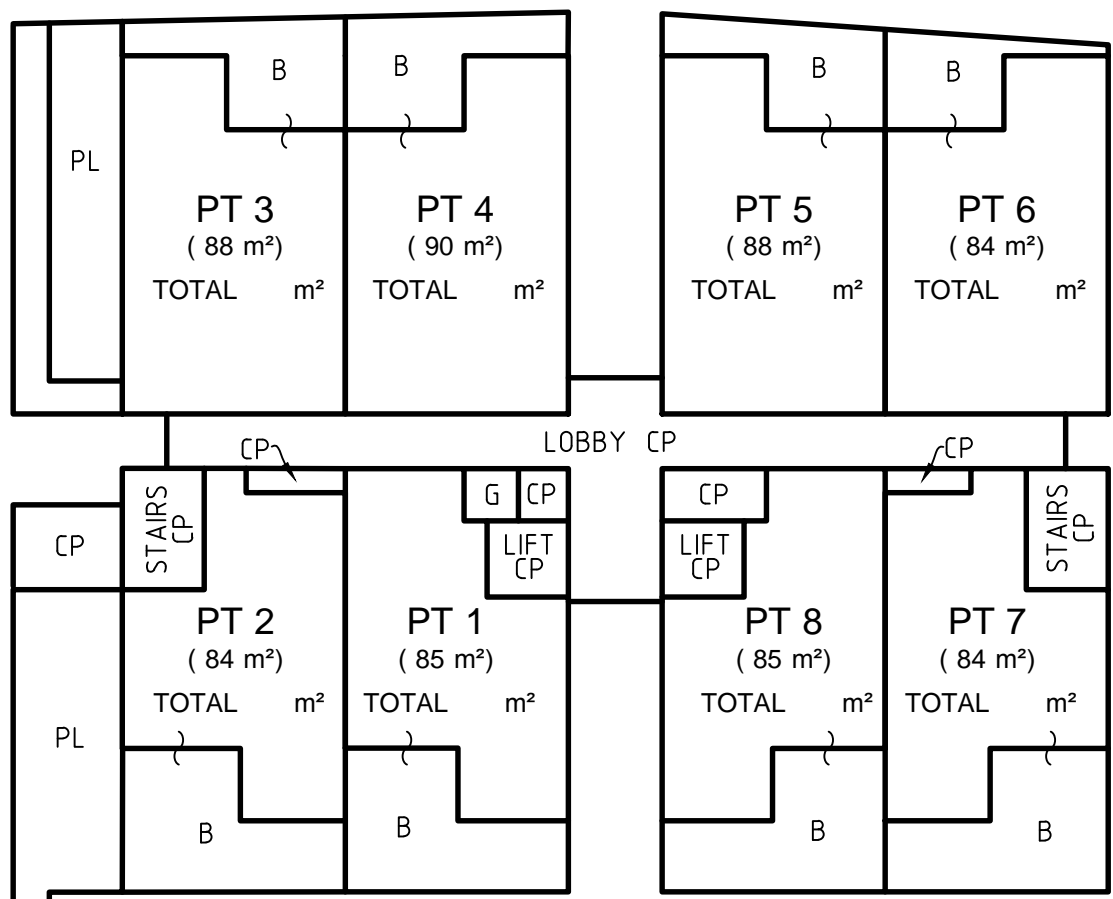 B B B B
PL
PT 3 PT 4 PT 5 PT 6
( 88 m²) ( 90 m²) ( 88 m²) ( 84 m²)
TOTAL m² TOTAL m² TOTAL m² TOTAL m²
LOBBY CP
CP CP
G CP CP
STAIRS CP
STAIRS CP
CP
LIFT CP
LIFT CP
PT 2 PT 1 PT 8 PT 7
( 84 m²) ( 85 m²) ( 85 m²) ( 84 m²)
TOTAL m² TOTAL m² TOTAL m² TOTAL m²
PL
B B B B